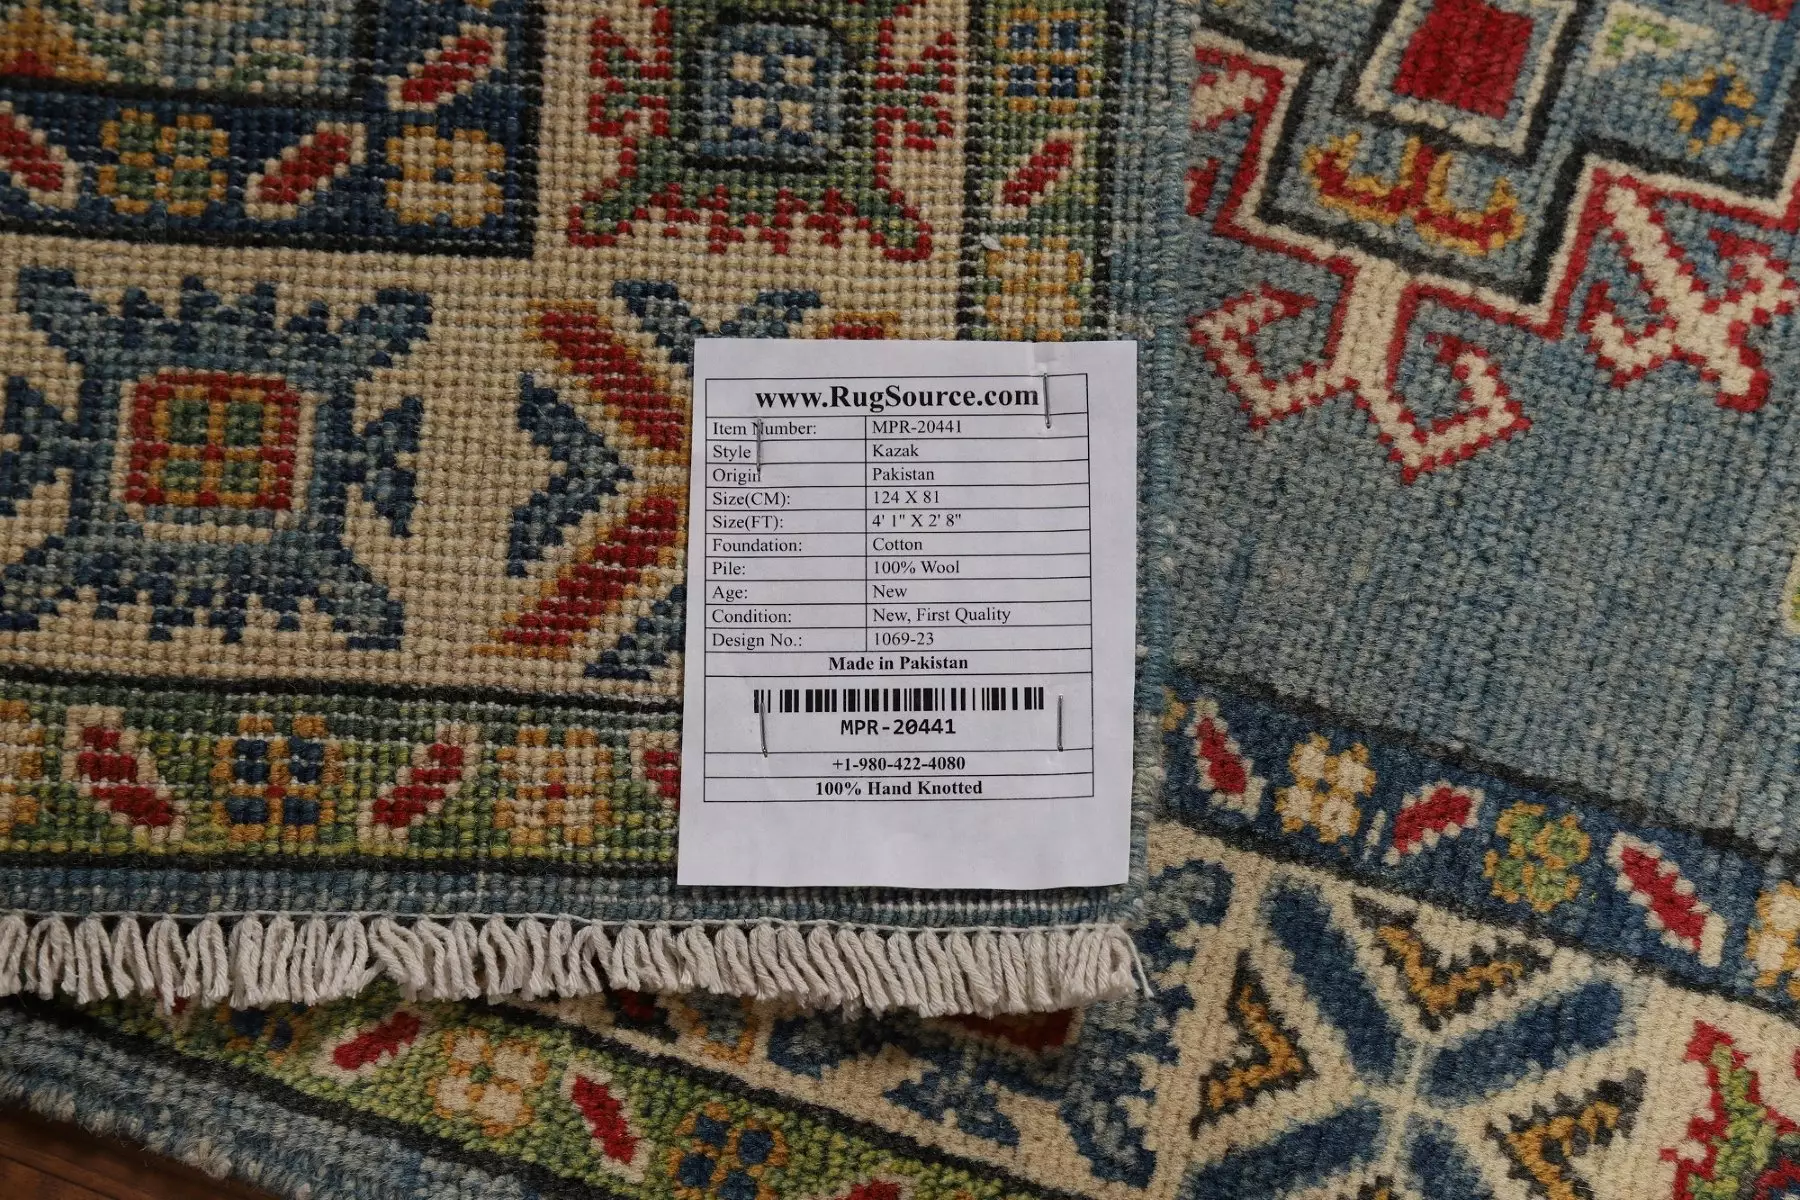 www.RugSource.com
Item Number: MPR-20441
Style Kazak
Origin Pakistan
Size(CM): 124 X 81
Size(FT): 4' 1" X 2' 8"
Foundation: Cotton
Pile: 100% Wool
Age: New
Condition: New, First Quality
Design No.: 1069-23
Made in Pakistan
MPR-20441
+1-980-422-4080
100% Hand Knotted